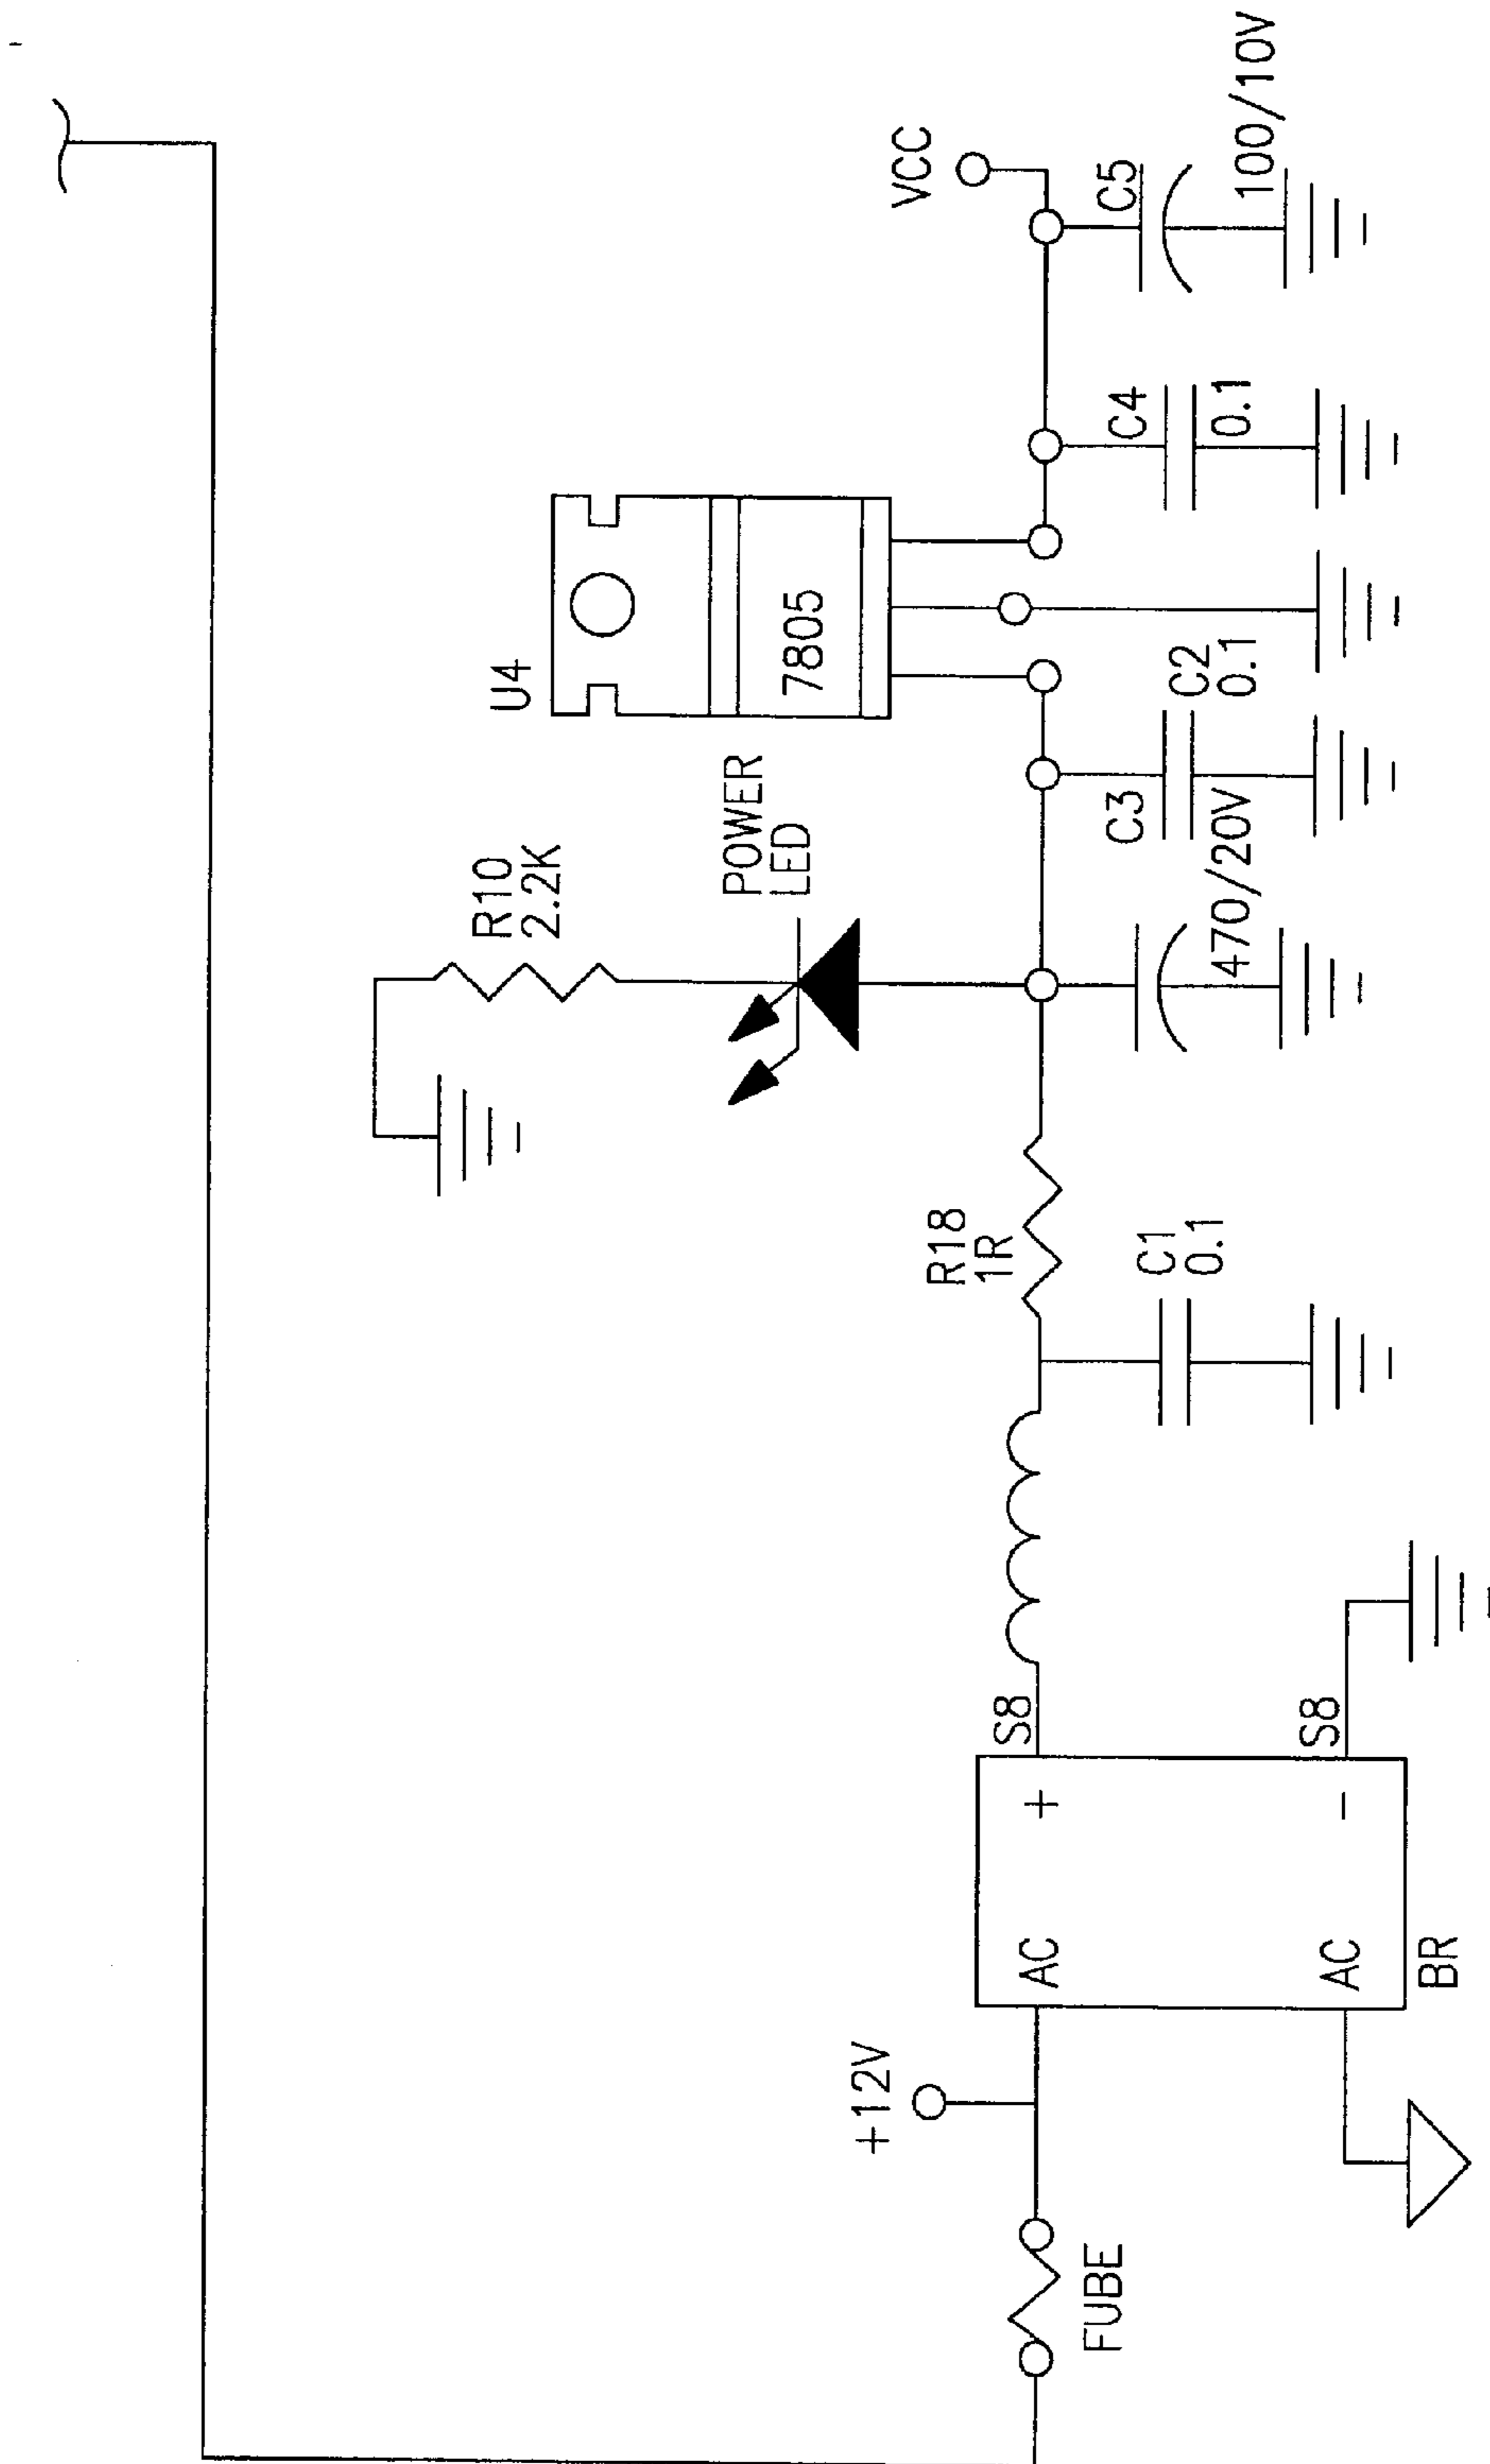 FUBE
+12V
AC
+
S8
AC
-
S8
BR
R18
1R
C1
0.1
R10
2.2K
POWER
LED
470/20V
C3
C2
0.1
U4
7805
C4
0.1
VCC
C5
100/10V